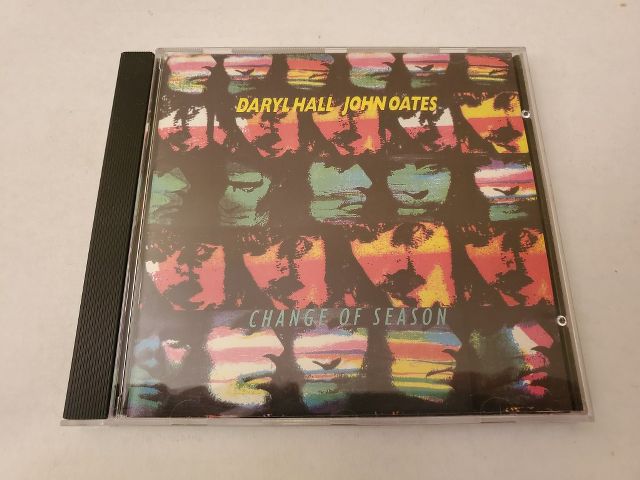 DARYL HALL JOHN OATES
CHANGE OF SEASON